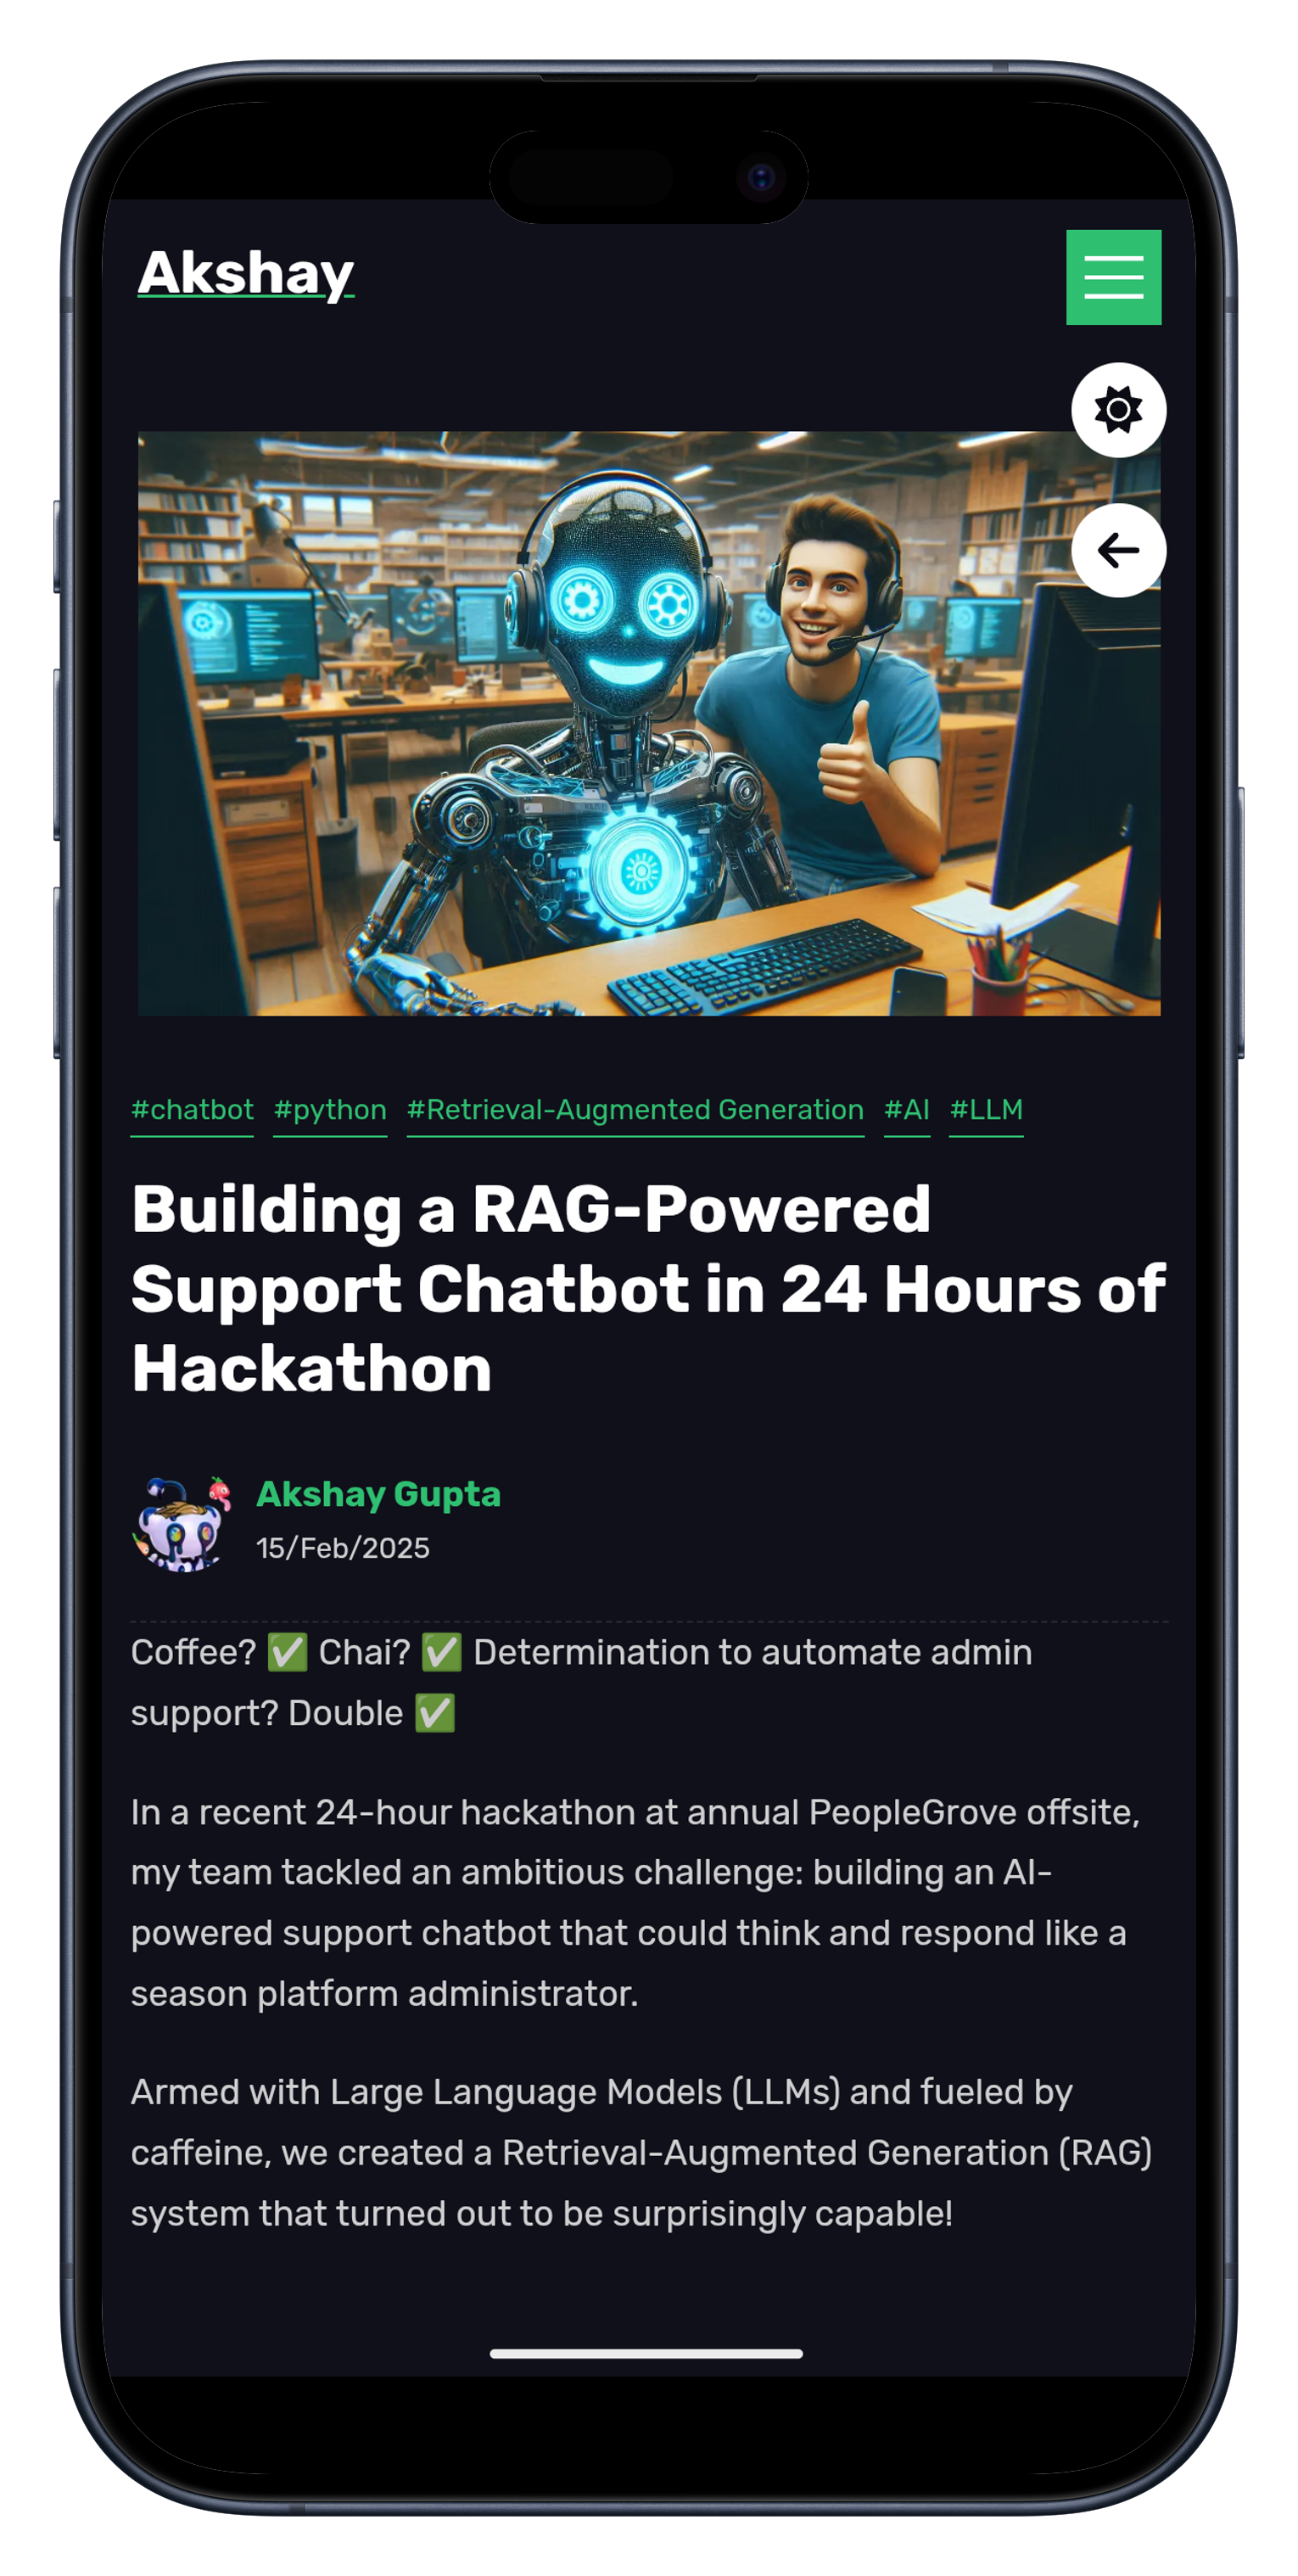 Akshay
#chatbot #python #Retrieval-Augmented Generation #AI #LLM
Building a RAG-Powered
Support Chatbot in 24 Hours of
Hackathon
Akshay Gupta
15/Feb/2025
Coffee? ✅ Chai? ✅ Determination to automate admin
support? Double ✅
In a recent 24-hour hackathon at annual PeopleGrove offsite,
my team tackled an ambitious challenge: building an AI-
powered support chatbot that could think and respond like a
season platform administrator.
Armed with Large Language Models (LLMs) and fueled by
caffeine, we created a Retrieval-Augmented Generation (RAG)
system that turned out to be surprisingly capable!